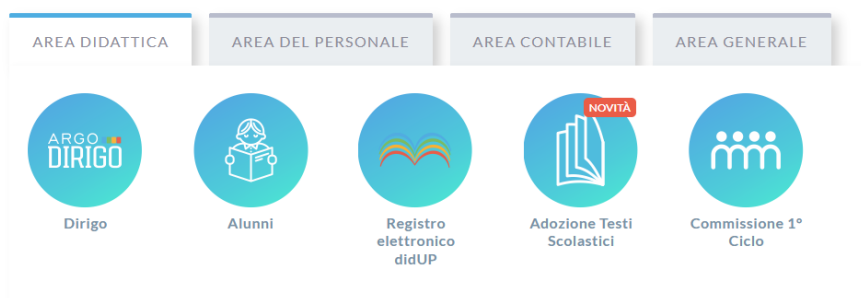 AREA DIDATTICA
AREA DEL PERSONALE
AREA CONTABILE
AREA GENERALE
ARGO
DIRIGO
NOVITÀ
Dirigo
Alunni
Registro
elettronico
didUP
Adozione Testi
Scolastici
Commissione 1°
Ciclo